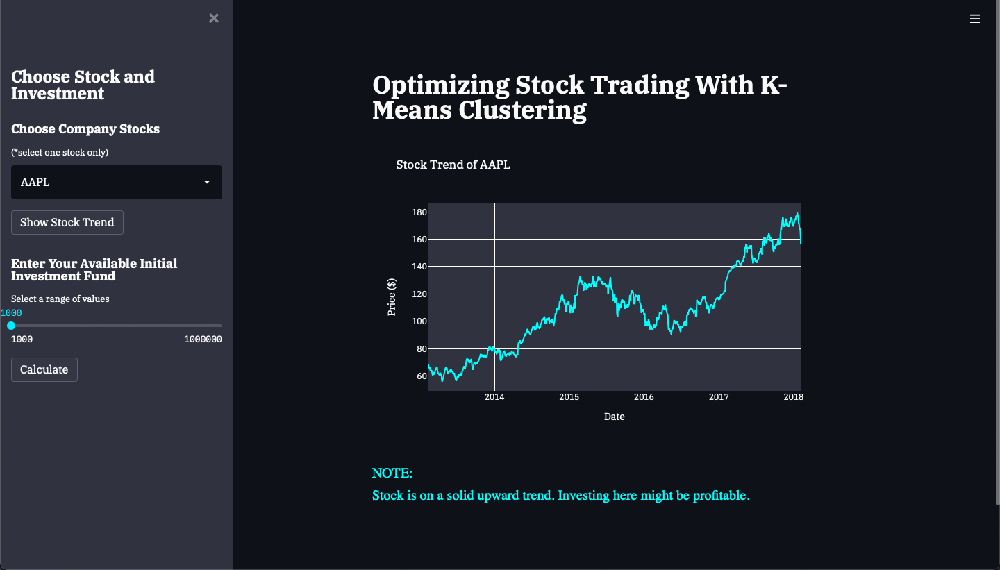 Choose Stock and
Investment
Choose Company Stocks
(*select one stock only)
AAPL
Show Stock Trend
Enter Your Available Initial
Investment Fund
Select a range of values
1000
1000 1000000
Calculate
Optimizing Stock Trading With K-
Means Clustering
Stock Trend of AAPL
Price ($)
180
160
140
120
100
80
60
2014 2015 2016 2017 2018
Date
NOTE:
Stock is on a solid upward trend. Investing here might be profitable.